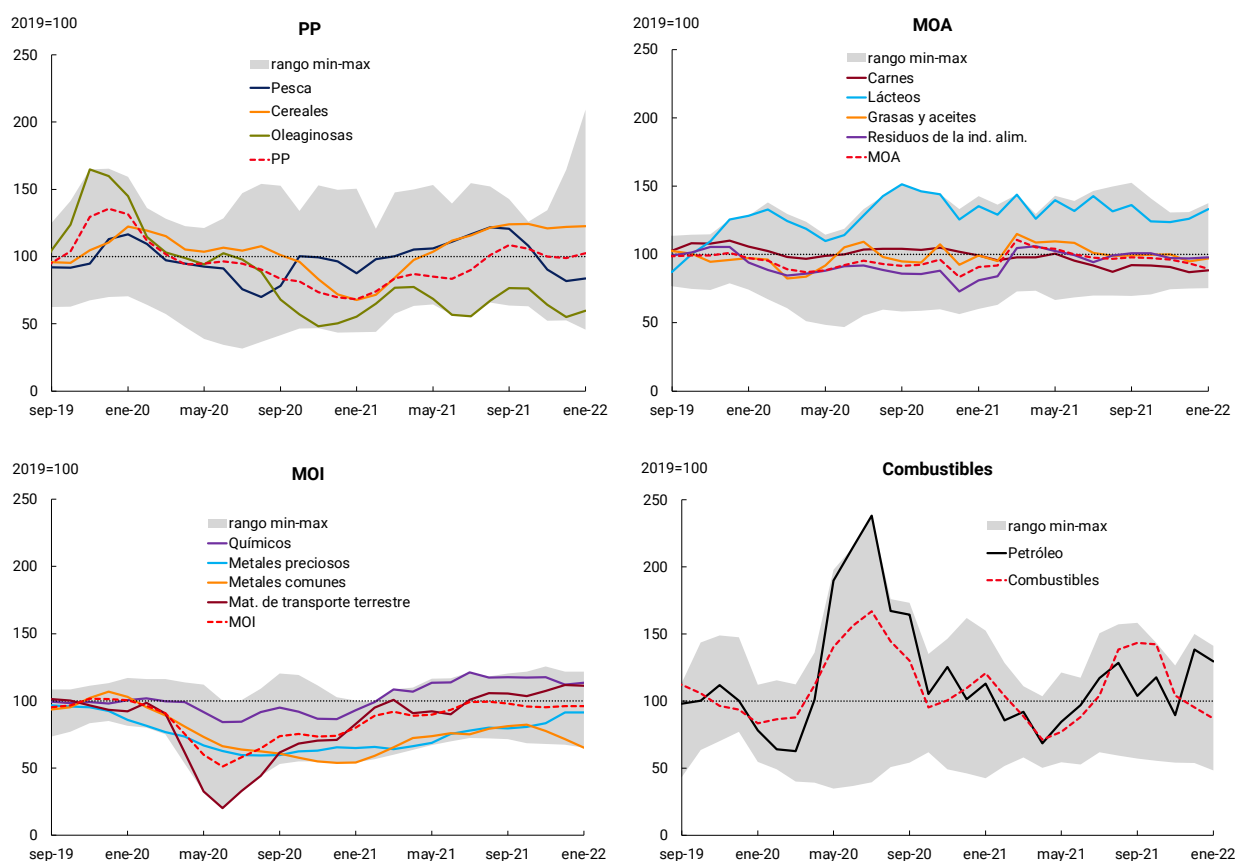 2019=100
PP
250
200
150
100
50
0
rango min-max
Pesca
Cereales
Oleaginosas
PP
sep-19 ene-20 may-20 sep-20 ene-21 may-21 sep-21 ene-22
2019=100
MOA
250
200
150
100
50
0
rango min-max
Carnes
Lácteos
Grasas y aceites
Residuos de la ind. alim.
MOA
sep-19 ene-20 may-20 sep-20 ene-21 may-21 sep-21 ene-22
2019=100
MOI
250
200
150
100
50
0
rango min-max
Químicos
Metales preciosos
Metales comunes
Mat. de transporte terrestre
MOI
sep-19 ene-20 may-20 sep-20 ene-21 may-21 sep-21 ene-22
2019=100
Combustibles
250
200
150
100
50
0
rango min-max
Petróleo
Combustibles
sep-19 ene-20 may-20 sep-20 ene-21 may-21 sep-21 ene-22